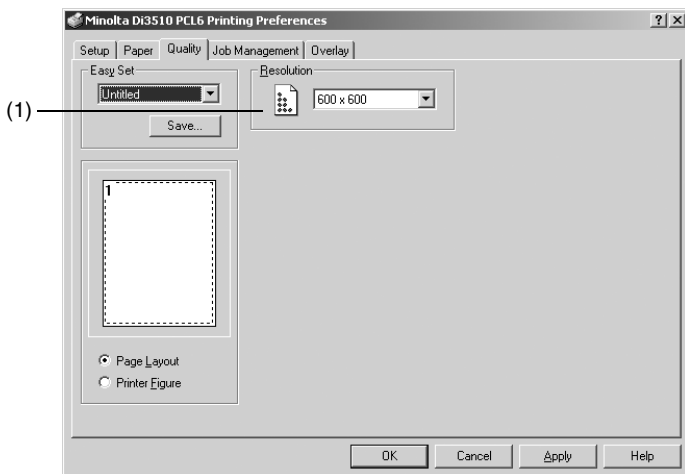 Minolta Di3510 PCL6 Printing Preferences
Setup Paper Quality Job Management Overlay
Easy Set
Untitled
Save...
Resolution
600 x 600
(1)
1
Page Layout
Printer Figure
OK Cancel Apply Help